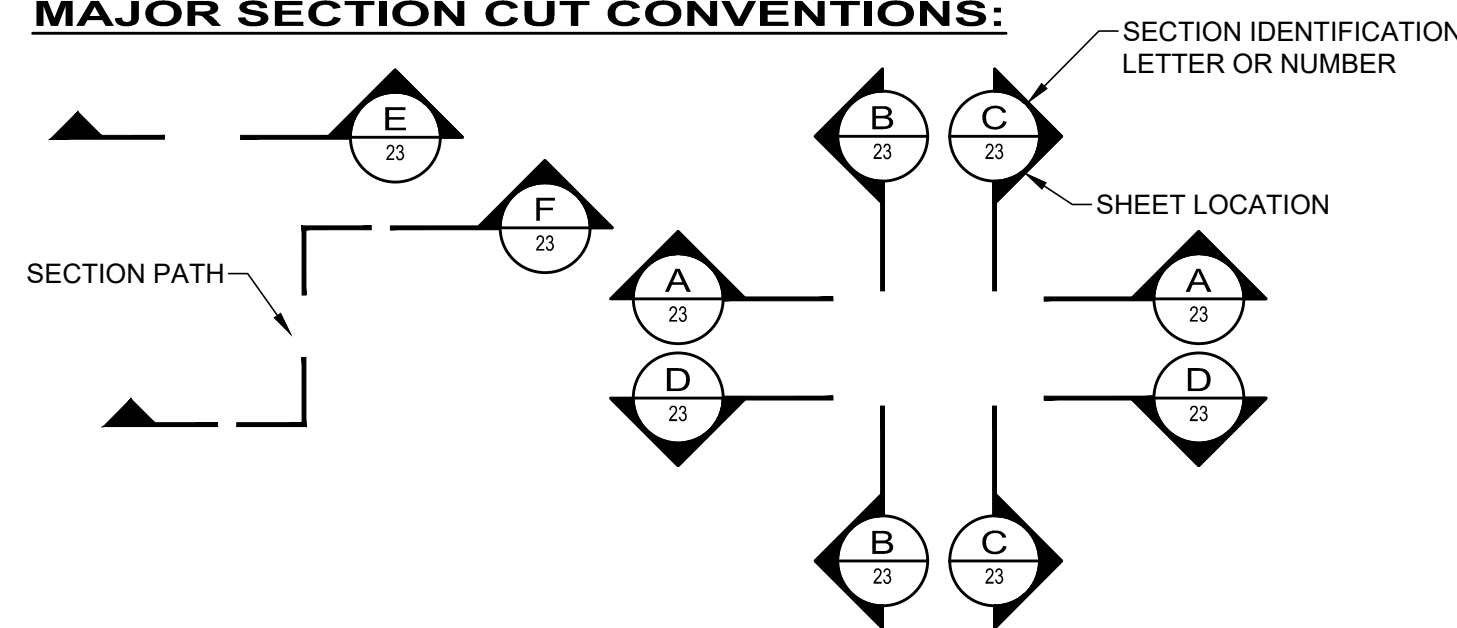 MAJOR SECTION CUT CONVENTIONS:
SECTION IDENTIFICATION
LETTER OR NUMBER
E
23
B
23
C
23
SHEET LOCATION
F
23
SECTION PATH
A
23
A
23
D
23
D
23
B
23
C
23